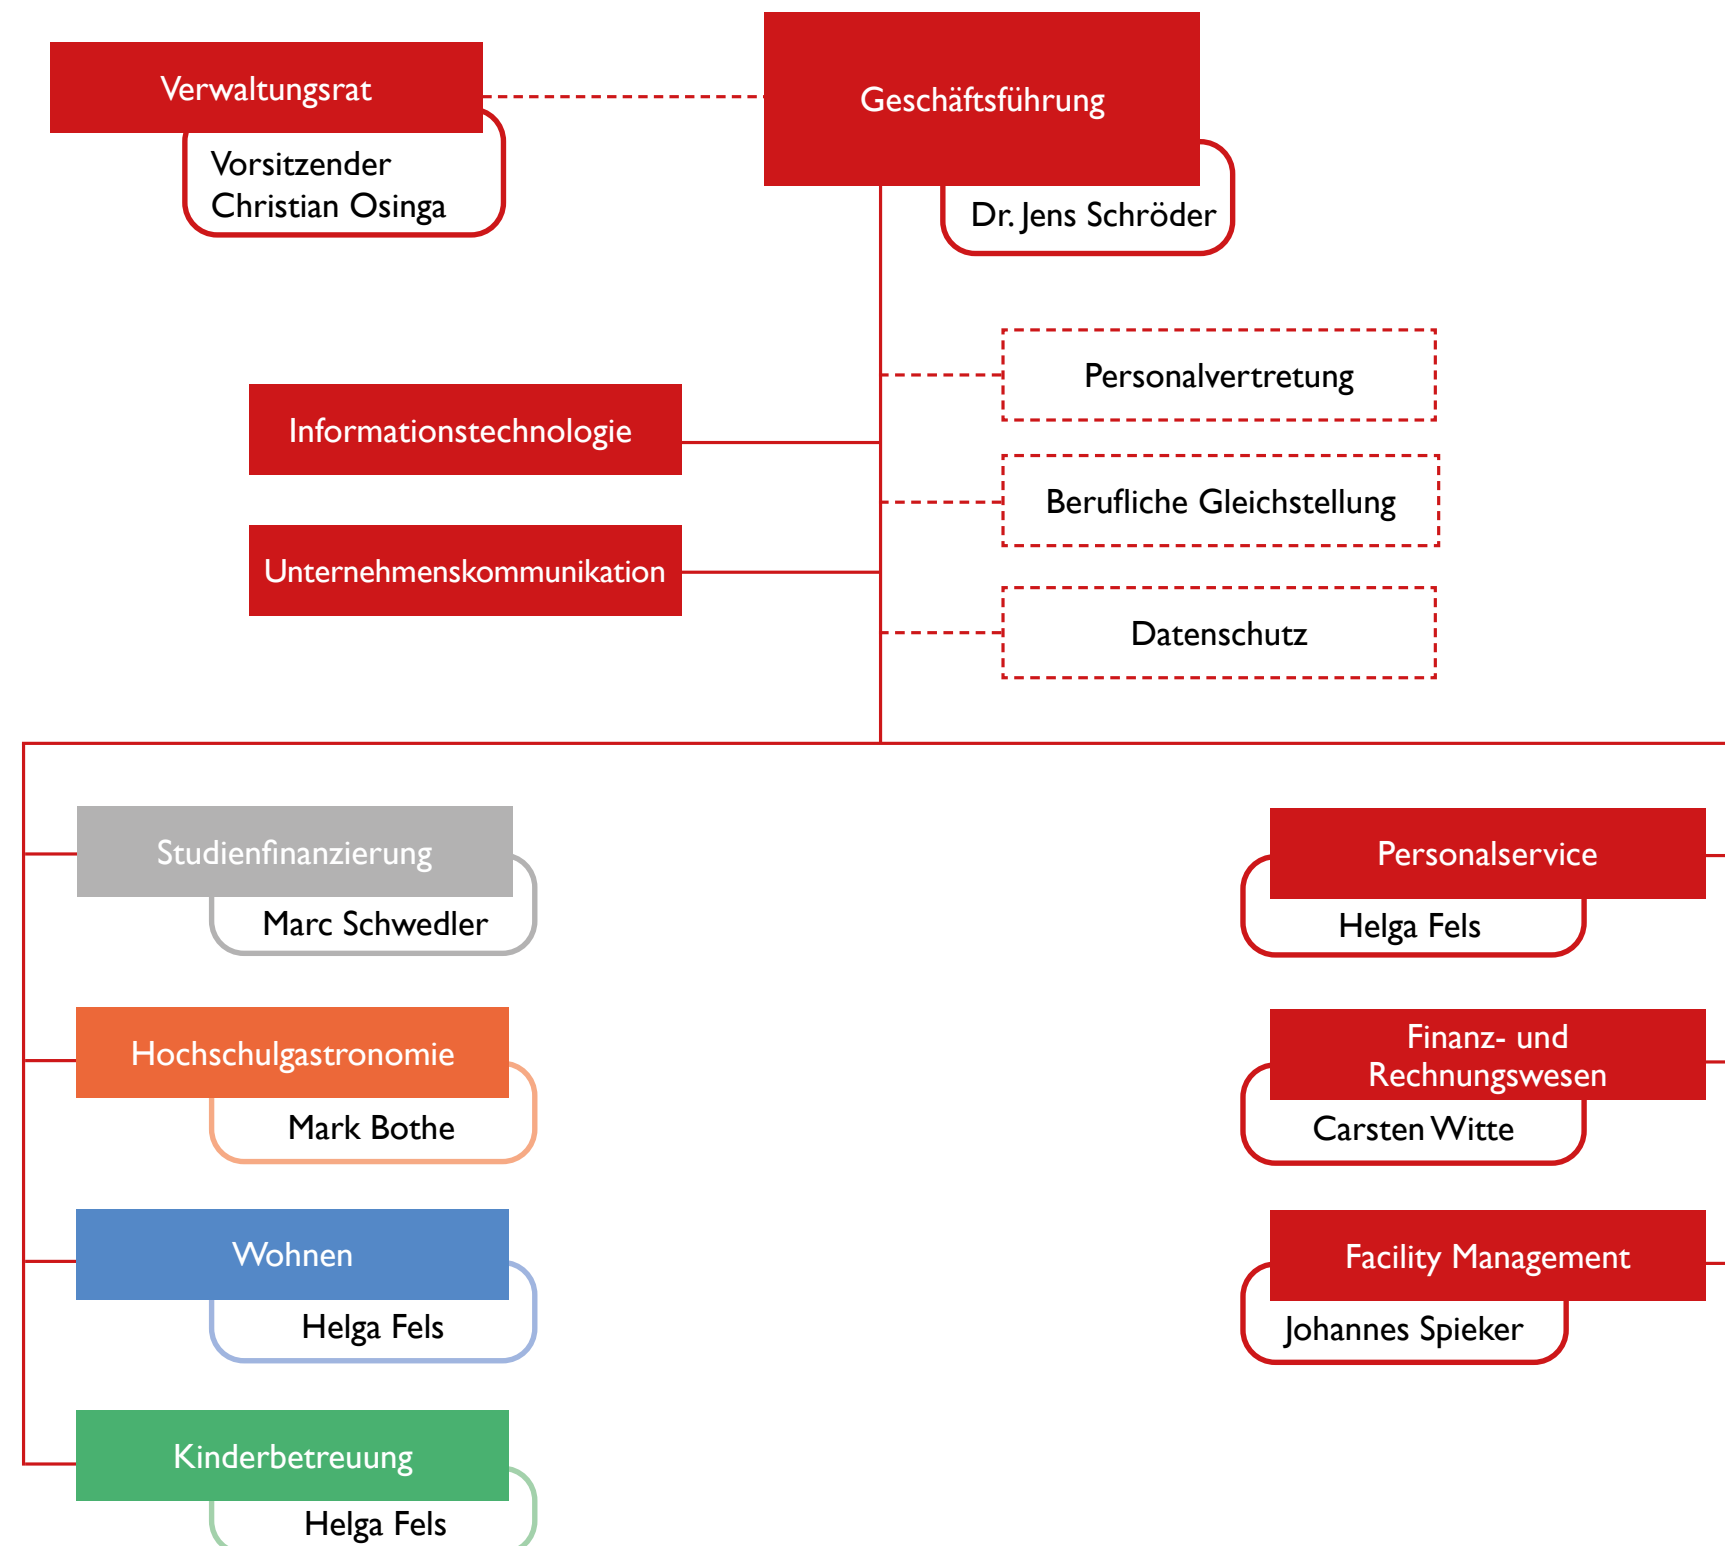 Verwaltungsrat
Vorsitzender
Christian Osinga
Geschäftsführung
Dr. Jens Schröder
Personalvertretung
Informationstechnologie
Berufliche Gleichstellung
Unternehmenskommunikation
Datenschutz
Studienfinanzierung
Marc Schwedler
Hochschulgastronomie
Mark Bothe
Wohnen
Helga Fels
Kinderbetreuung
Helga Fels
Personalservice
Helga Fels
Finanz- und
Rechnungswesen
Carsten Witte
Facility Management
Johannes Spieker